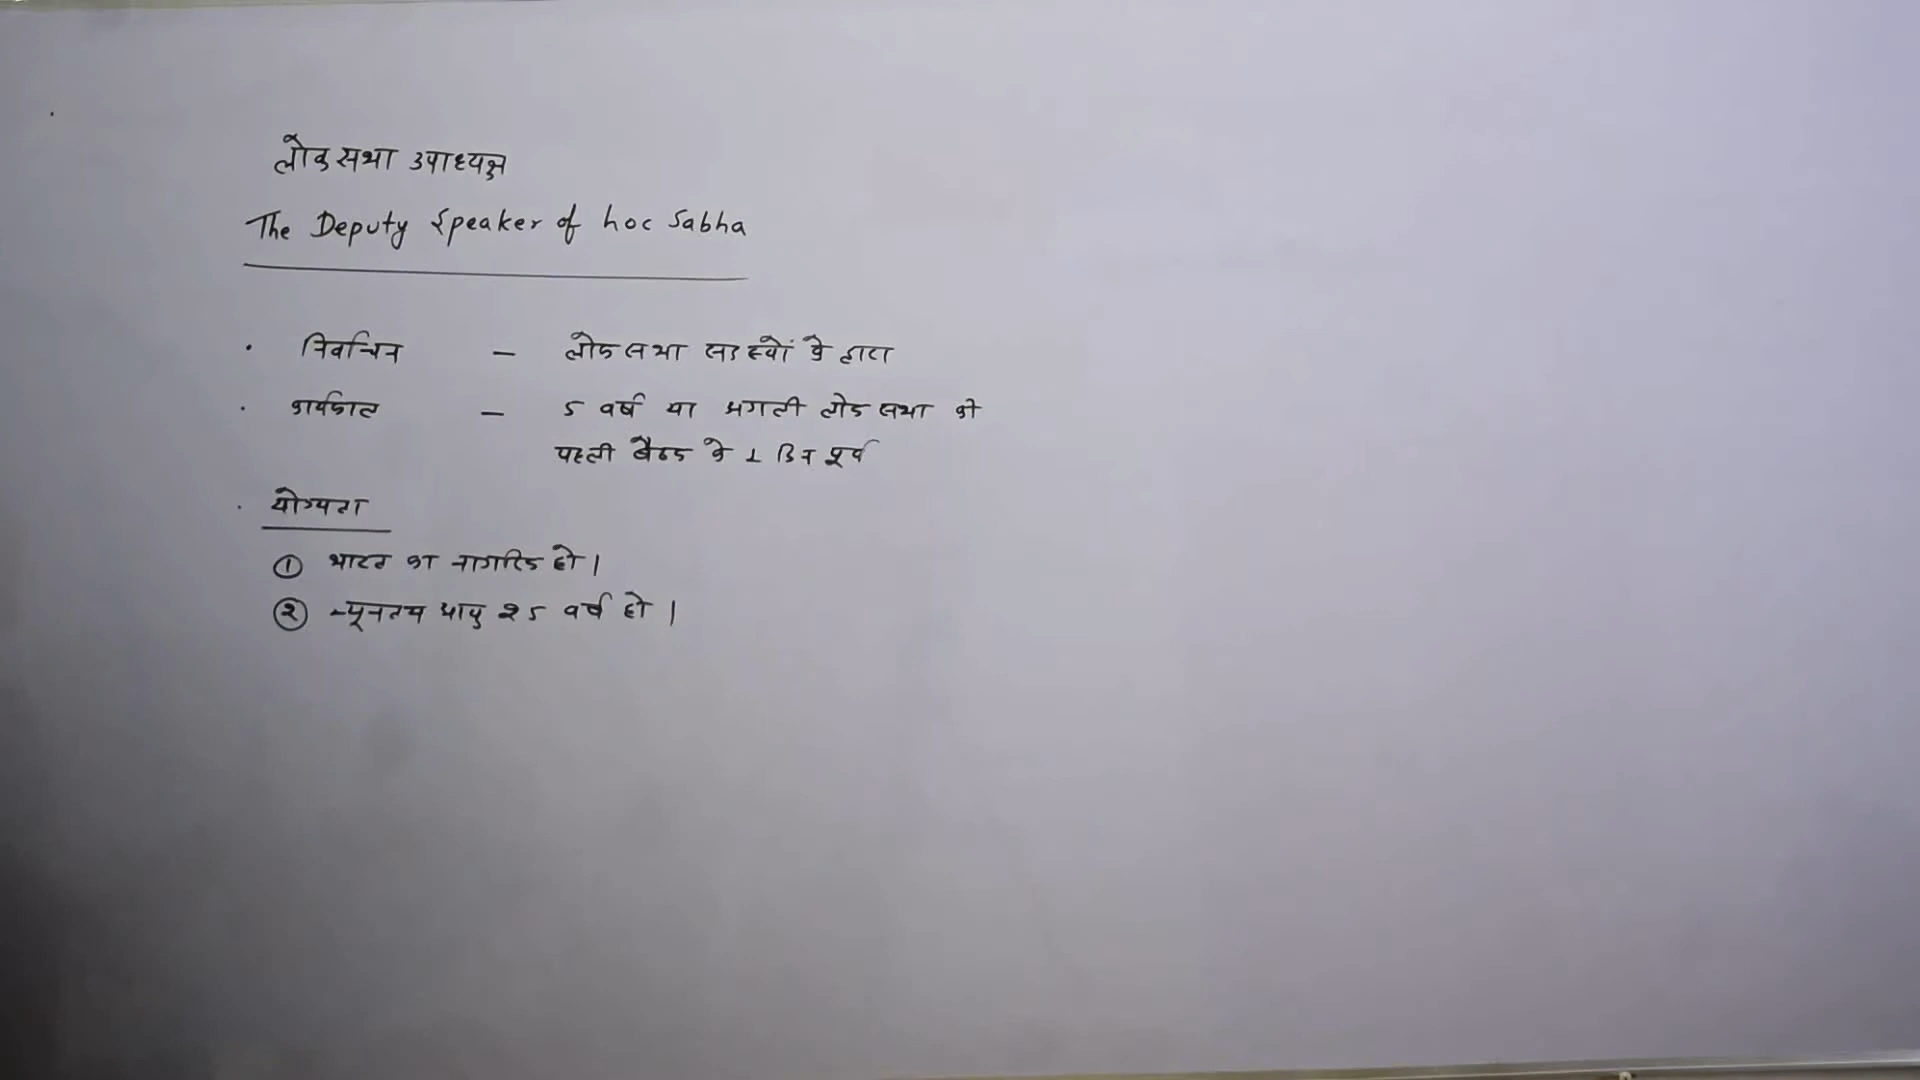 लोक सभा उपाध्यक्ष
The Deputy Speaker of Loc Sabha
• निर्वाचन – लोक सभा सदस्यों के द्वारा
• कार्यकाल – 5 वर्ष या अगली लोक सभा की
पहली बैठक के 1 दिन पूर्व
• योग्यता
① भारत का नागरिक हो।
② न्यूनतम आयु 25 वर्ष हो।